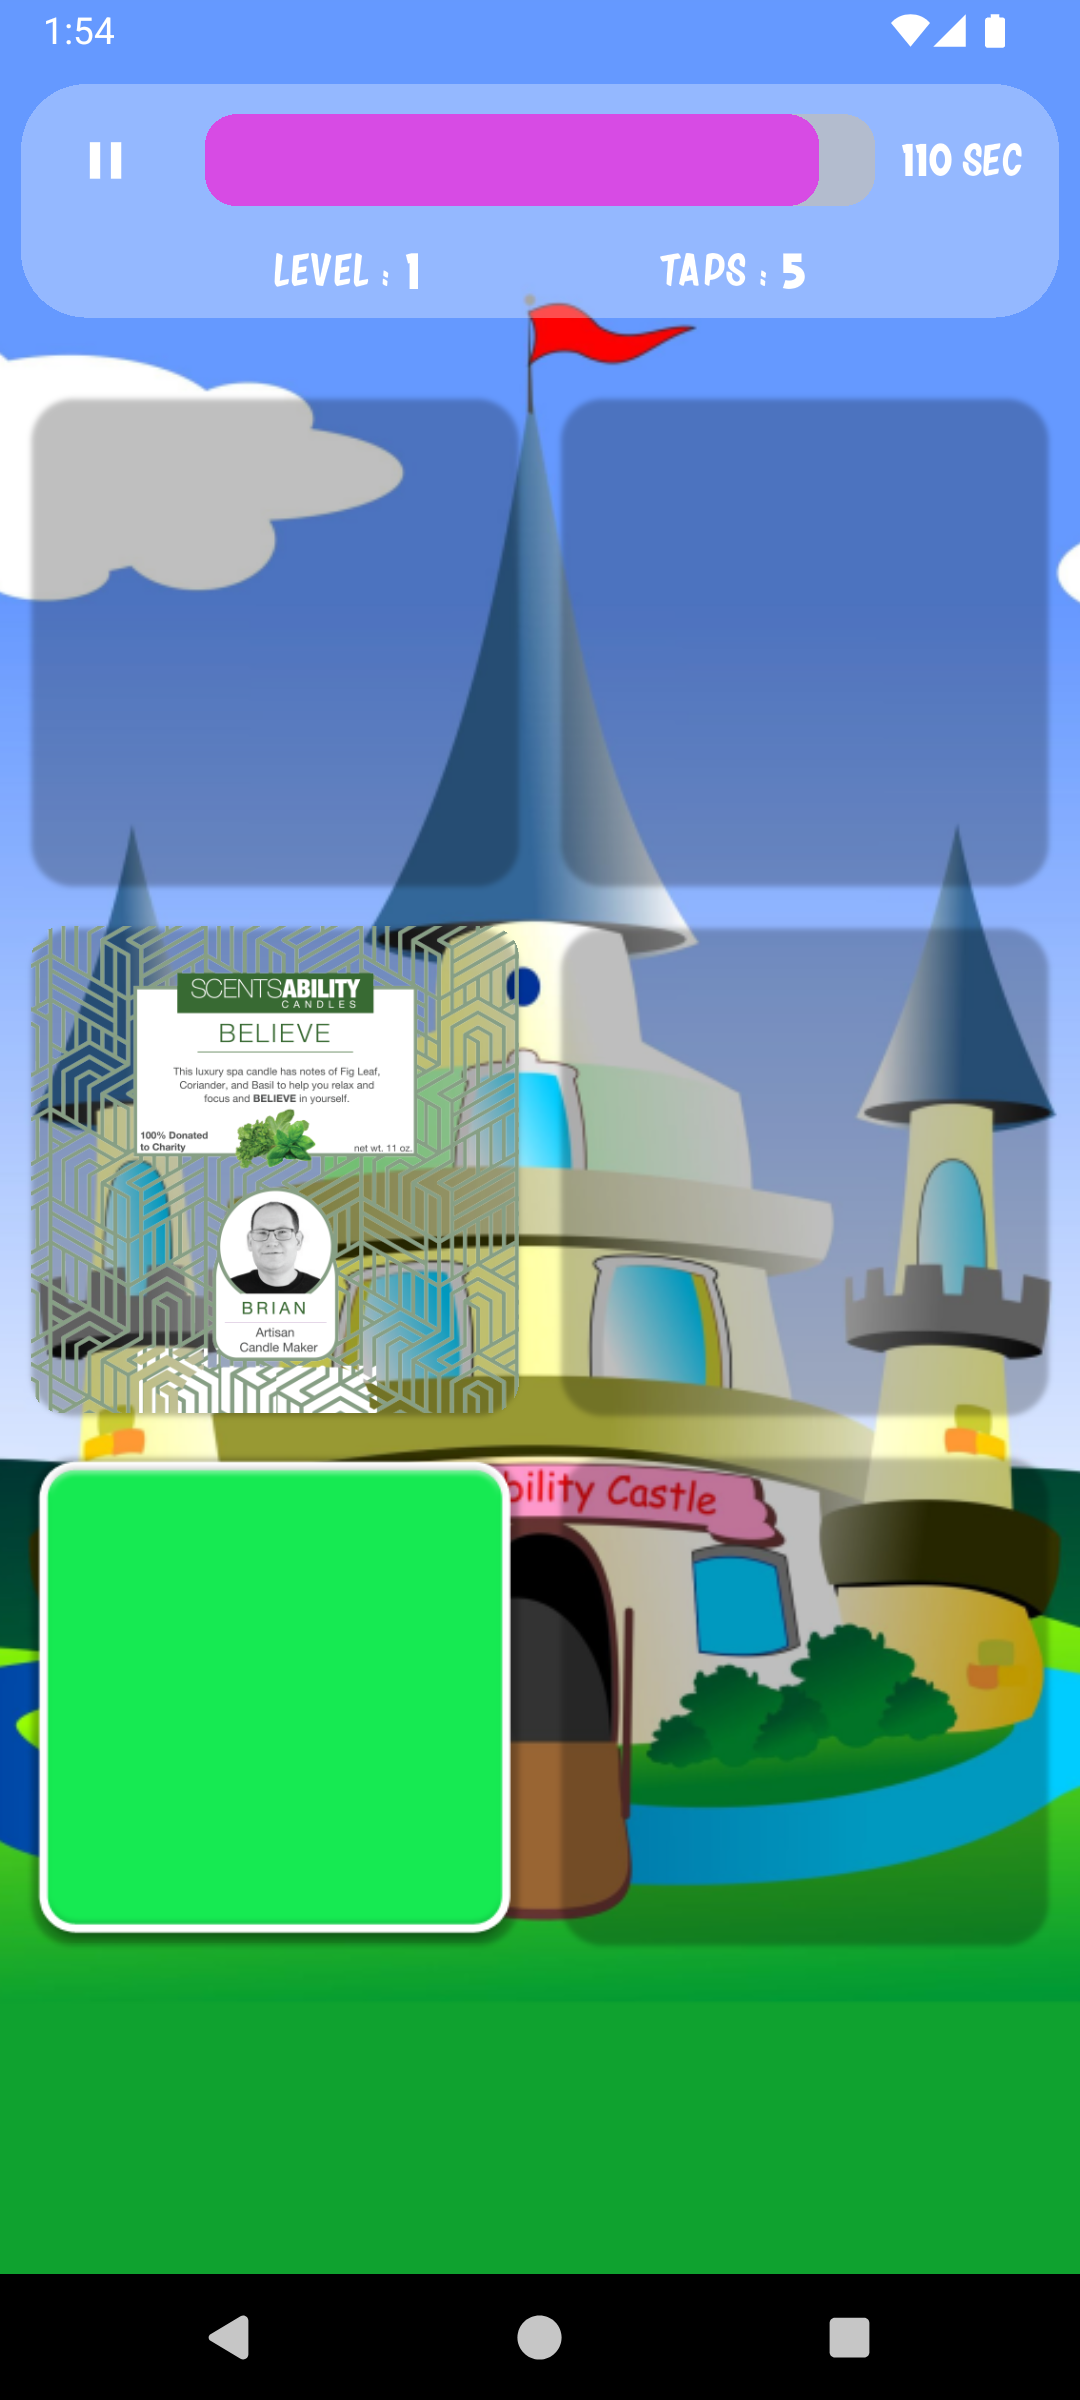 1:54
110 SEC
LEVEL : 1
TAPS : 5
SCENTSABILITY
CANDLES
BELIEVE
This luxury spa candle has notes of Fig Leaf,
Coriander, and Basil to help you relax and
focus and BELIEVE in yourself.
100% Donated
to Charity
net wt. 11 oz.
BRIAN
Artisan
Candle Maker
bility Castle